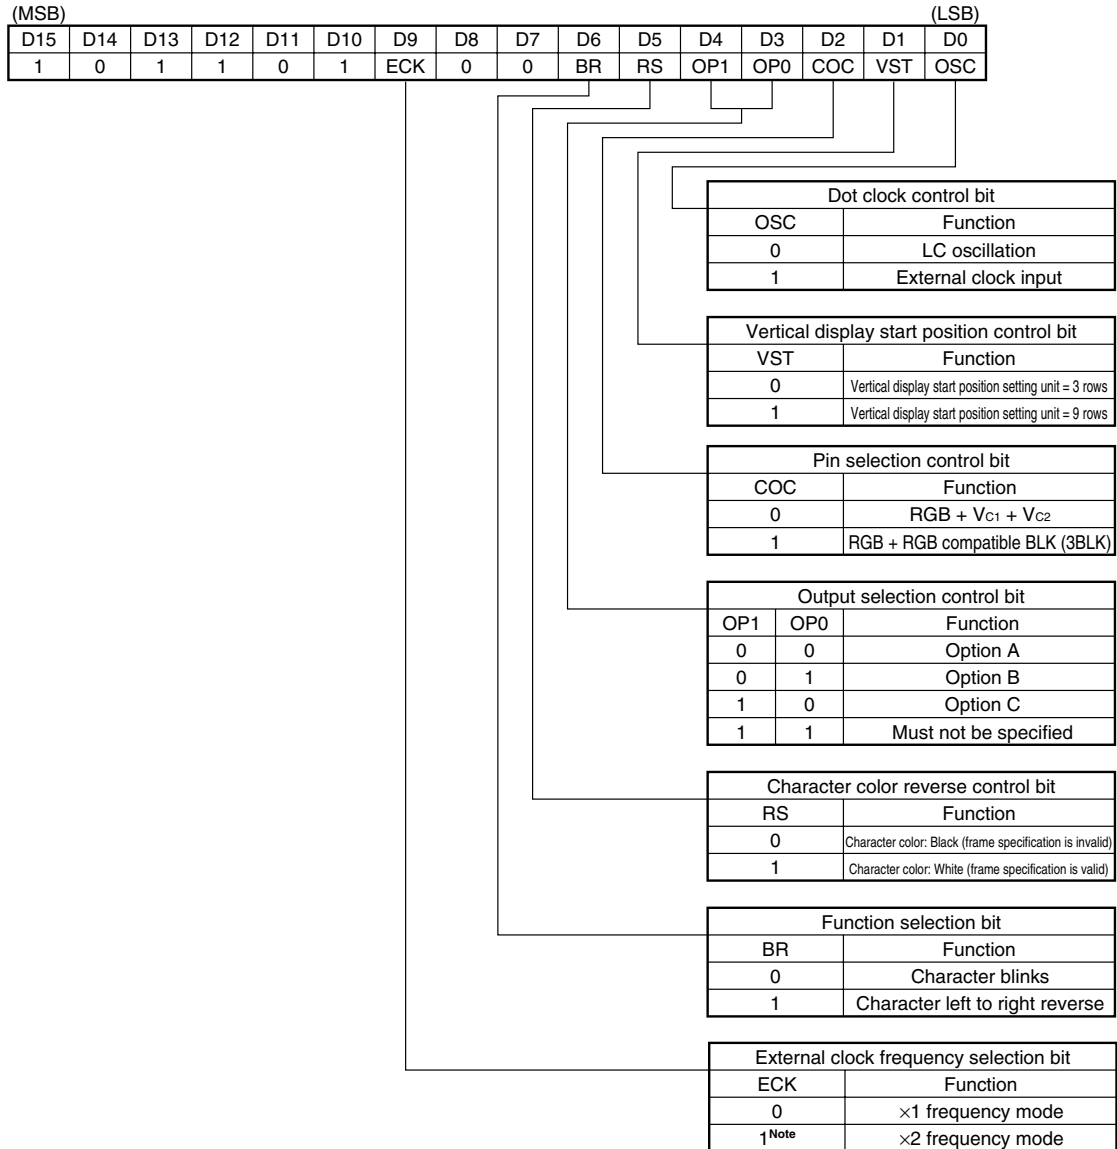 (MSB) (LSB)
D15 D14 D13 D12 D11 D10 D9 D8 D7 D6 D5 D4 D3 D2 D1 D0
1 0 1 1 0 1 ECK 0 0 BR RS OP1 OP0 COC VST OSC
Dot clock control bit
OSC Function
0 LC oscillation
1 External clock input
Vertical display start position control bit
VST Function
0 Vertical display start position setting unit = 3 rows
1 Vertical display start position setting unit = 9 rows
Pin selection control bit
COC Function
0 RGB + VC1 + VC2
1 RGB + RGB compatible BLK (3BLK)
Output selection control bit
OP1 OP0 Function
0 0 Option A
0 1 Option B
1 0 Option C
1 1 Must not be specified
Character color reverse control bit
RS Function
0 Character color: Black (frame specification is invalid)
1 Character color: White (frame specification is valid)
Function selection bit
BR Function
0 Character blinks
1 Character left to right reverse
External clock frequency selection bit
ECK Function
0 ×1 frequency mode
1Note ×2 frequency mode